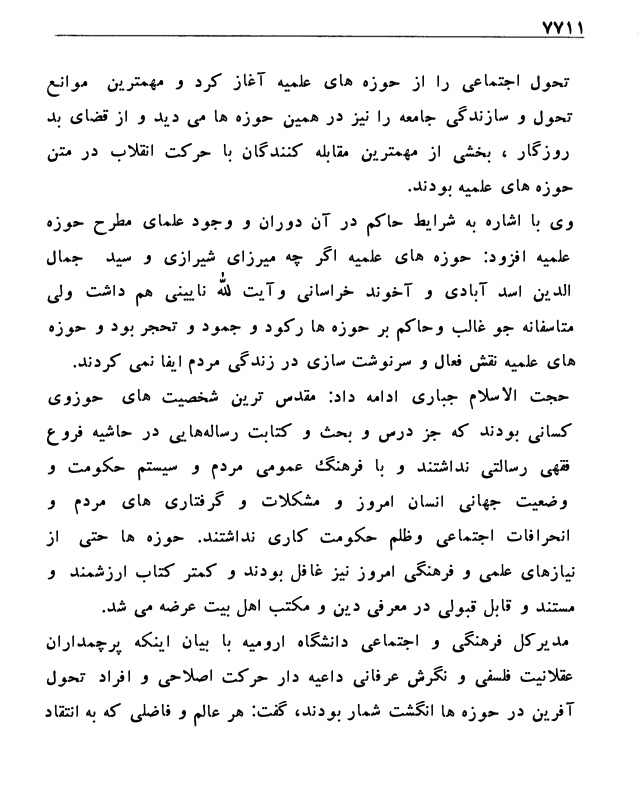 ۷۷۱۱
تحول اجتماعی را از حوزه های علمیه آغاز کرد و مهمترین موانع
تحول و سازندگی جامعه را نیز در همین حوزه ها می دید و از قضای بد
روزگار ، بخشی از مهمترین مقابله کنندگان با حرکت انقلاب در متن
حوزه های علمیه بودند.
وی با اشاره به شرایط حاکم در آن دوران و وجود علمای مطرح حوزه
علمیه افزود: حوزه های علمیه اگر چه میرزای شیرازی و سید جمال
الدین اسد آبادی و آخوند خراسانی وآیت الله نایینی هم داشت ولی
متاسفانه جو غالب وحاکم بر حوزه ها رکود و جمود و تحجر بود و حوزه
های علمیه نقش فعال و سرنوشت سازی در زندگی مردم ایفا نمی کردند.
حجت الاسلام جباری ادامه داد: مقدس ترین شخصیت های حوزوی
کسانی بودند که جز درس و بحث و کتابت رساله‌هایی در حاشیه فروع
فقهی رسالتی نداشتند و با فرهنگ عمومی مردم و سیستم حکومت و
وضعیت جهانی انسان امروز و مشکلات و گرفتاری های مردم و
انحرافات اجتماعی وظلم حکومت کاری نداشتند. حوزه ها حتی از
نیازهای علمی و فرهنگی امروز نیز غافل بودند و کمتر کتاب ارزشمند و
مستند و قابل قبولی در معرفی دین و مکتب اهل بیت عرضه می شد.
مدیرکل فرهنگی و اجتماعی دانشگاه ارومیه با بیان اینکه پرچمداران
عقلانیت فلسفی و نگرش عرفانی داعیه دار حرکت اصلاحی و افراد تحول
آفرین در حوزه ها انگشت شمار بودند، گفت: هر عالم و فاضلی که به انتقاد